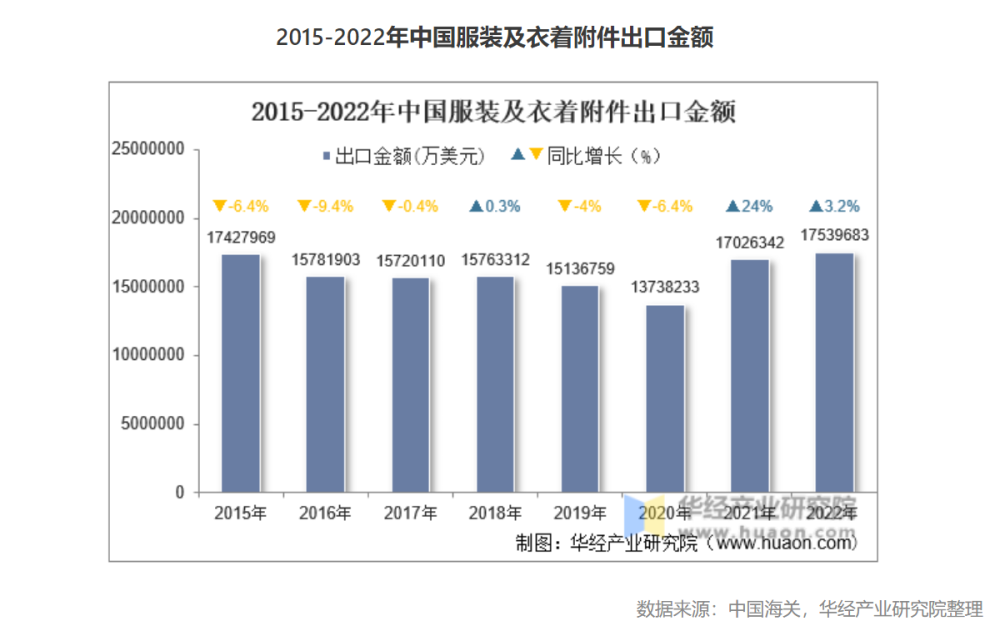 2015-2022年中国服装及衣着附件出口金额
2015-2022年中国服装及衣着附件出口金额
25000000
出口金额(万美元) 同比增长（%）
-6.4% -9.4% -0.4% 0.3% -4% -6.4% 24% 3.2%
20000000
17427969 15781903 15720110 15763312 15136759 13738233 17026342 17539683
15000000
10000000
5000000
0
2015年 2016年 2017年 2018年 2019年 2020年 2021年 2022年
华经产业研究院
www.huaon.com
制图：华经产业研究院（www.huaon.com）
数据来源：中国海关，华经产业研究院整理